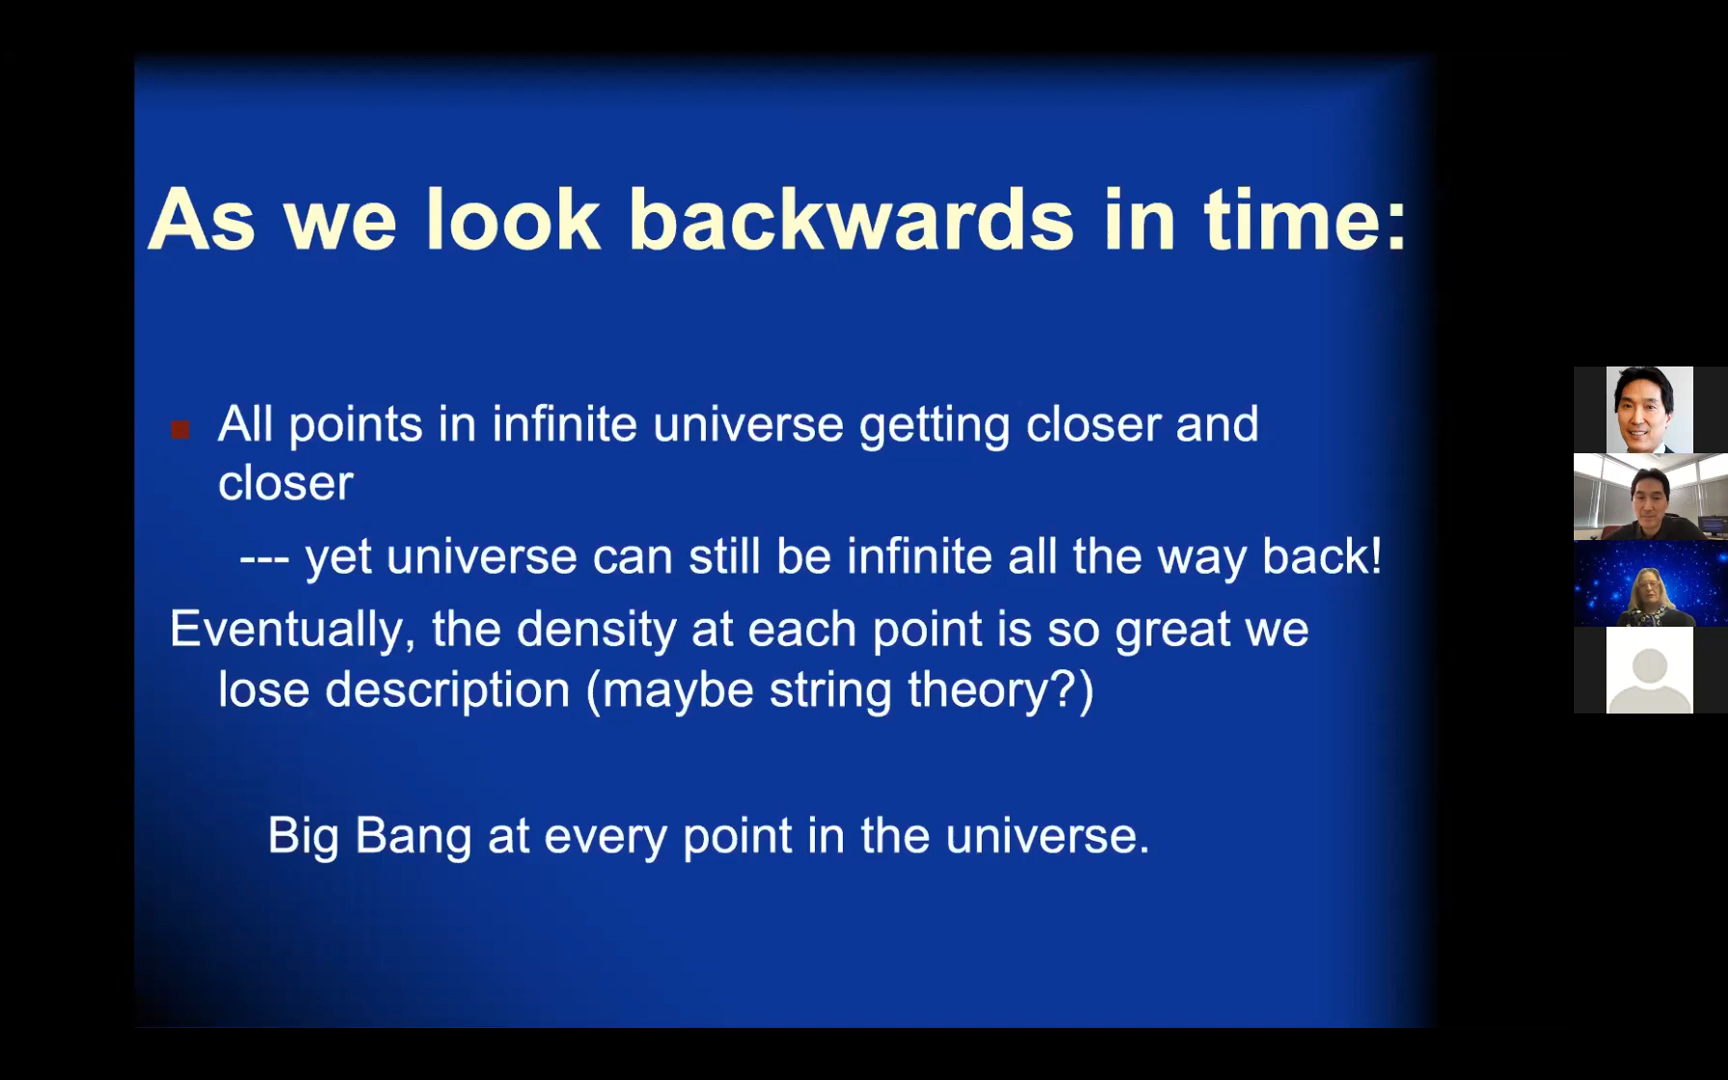 As we look backwards in time:
All points in infinite universe getting closer and
closer
--- yet universe can still be infinite all the way back!
Eventually, the density at each point is so great we
lose description (maybe string theory?)
Big Bang at every point in the universe.